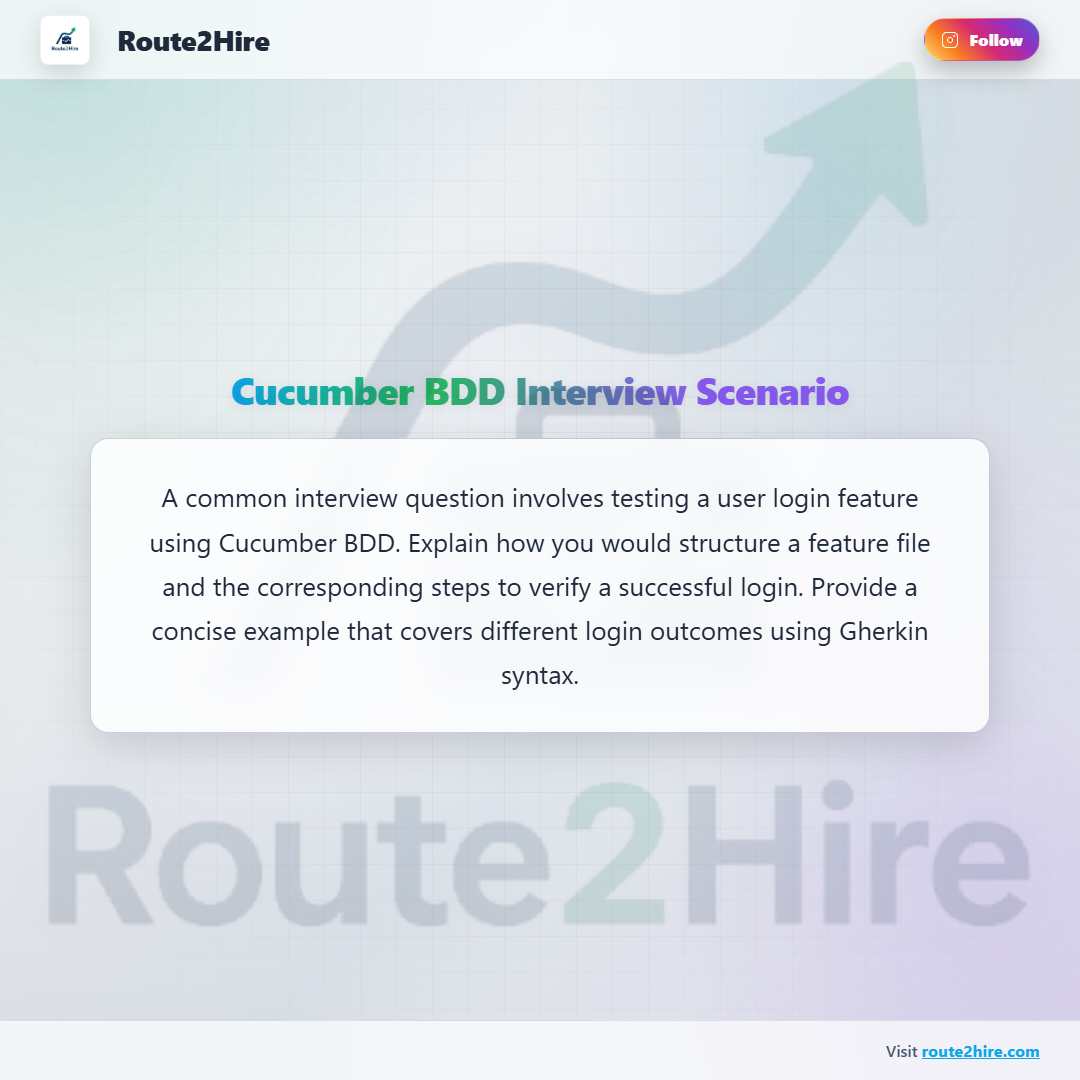 Route2Hire
Route2Hire
Follow
Cucumber BDD Interview Scenario
A common interview question involves testing a user login feature
using Cucumber BDD. Explain how you would structure a feature file
and the corresponding steps to verify a successful login. Provide a
concise example that covers different login outcomes using Gherkin
syntax.
Route2Hire
Visit route2hire.com